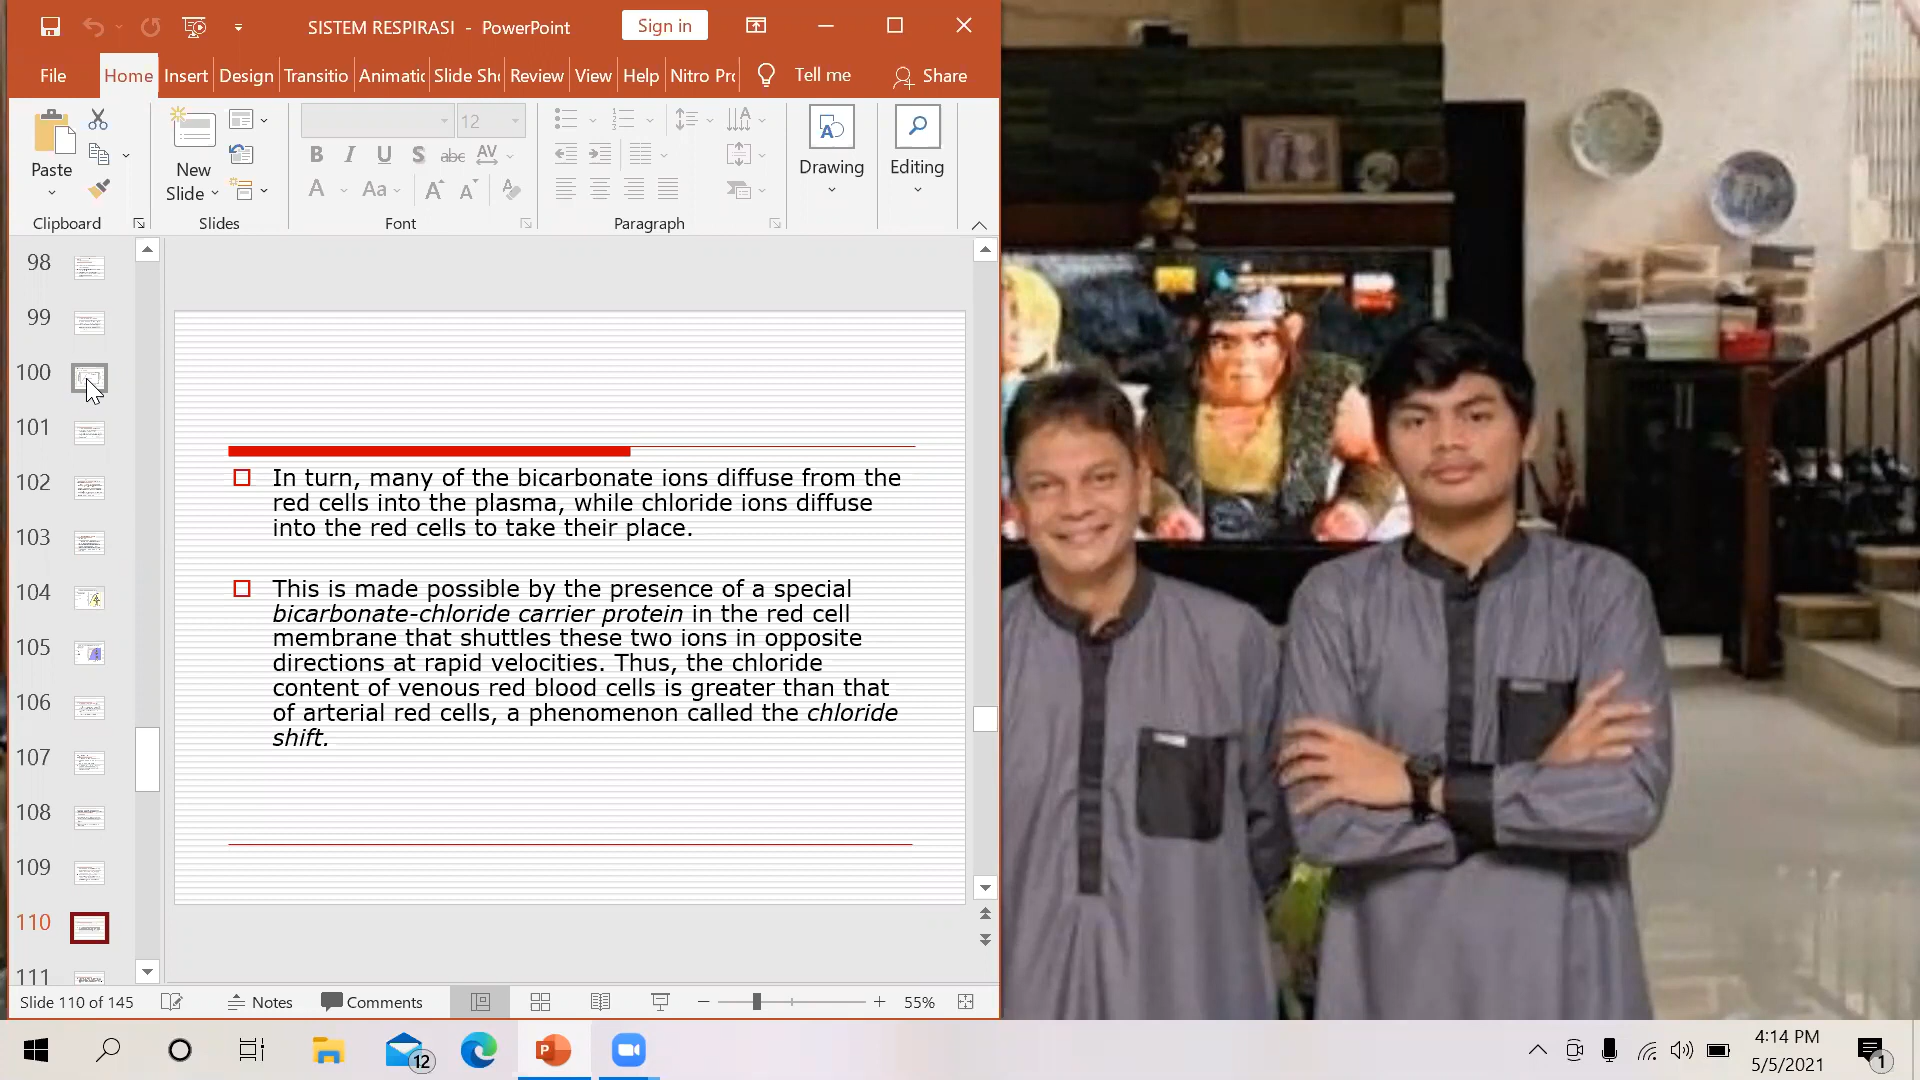 SISTEM RESPIRASI - PowerPoint
Sign in
File
Home
Insert
Design
Transitio
Animatic
Slide Sh
Review
View
Help
Nitro Pr
Tell me
Share
Paste
New
Slide
12
B I U S abc AV
A Aa A A
Drawing
Editing
Clipboard
Slides
Font
Paragraph
98
99
100
101
102
103
104
105
106
107
108
109
110
111
In turn, many of the bicarbonate ions diffuse from the
red cells into the plasma, while chloride ions diffuse
into the red cells to take their place.
This is made possible by the presence of a special
bicarbonate-chloride carrier protein in the red cell
membrane that shuttles these two ions in opposite
directions at rapid velocities. Thus, the chloride
content of venous red blood cells is greater than that
of arterial red cells, a phenomenon called the chloride
shift.
Slide 110 of 145
Notes
Comments
55%
12
4:14 PM
5/5/2021
1